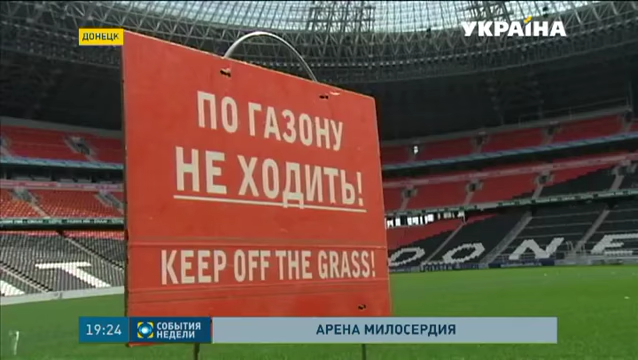 ДОНЕЦК
УКРАЇНА
ПО ГАЗОНУ
НЕ ХОДИТЬ!
KEEP OFF THE GRASS!
19:24
СОБЫТИЯ
НЕДЕЛИ
АРЕНА МИЛОСЕРДИЯ